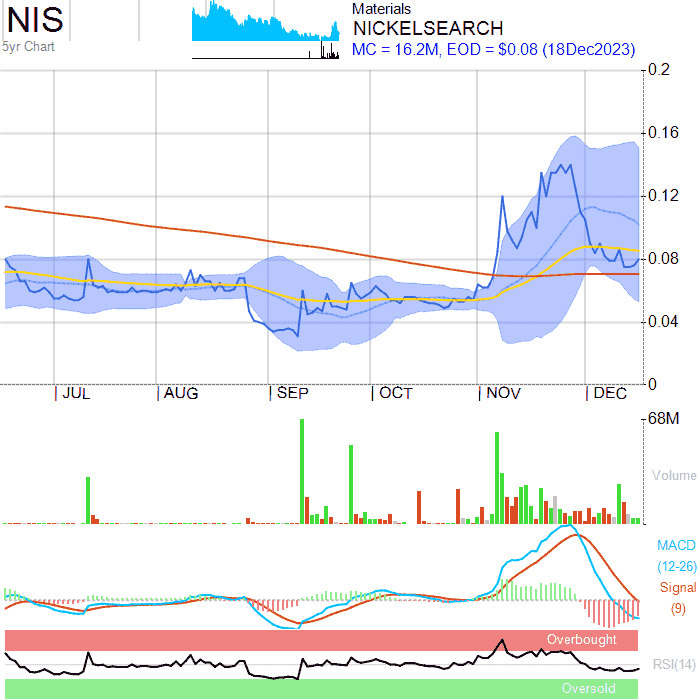 NIS
5yr Chart
Materials
NICKELSEARCH
MC = 16.2M, EOD = $0.08 (18Dec2023)
0.2
0.16
0.12
0.08
0.04
0
JUL AUG SEP OCT NOV DEC
68M
Volume
MACD
(12-26)
Signal
(9)
Overbought
RSI(14)
Oversold